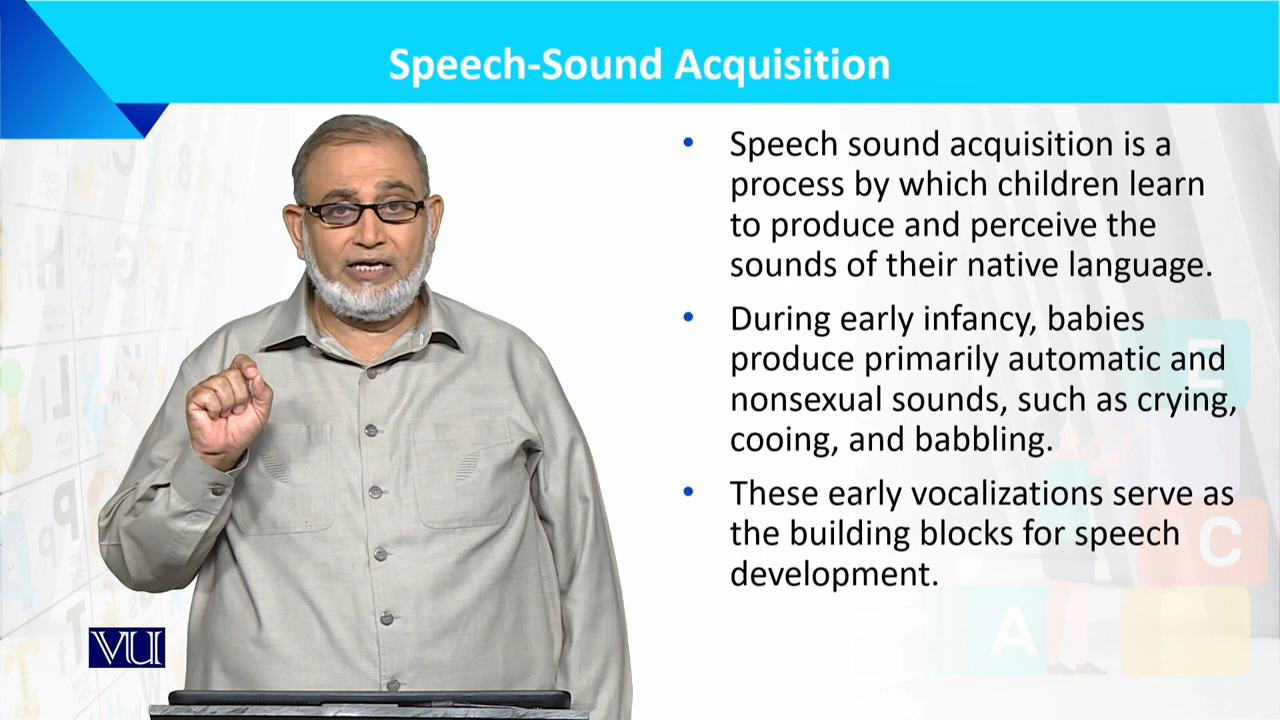 Speech-Sound Acquisition
• Speech sound acquisition is a
process by which children learn
to produce and perceive the
sounds of their native language.
• During early infancy, babies
produce primarily automatic and
nonsexual sounds, such as crying,
cooing, and babbling.
• These early vocalizations serve as
the building blocks for speech
development.
VU
E
C
A